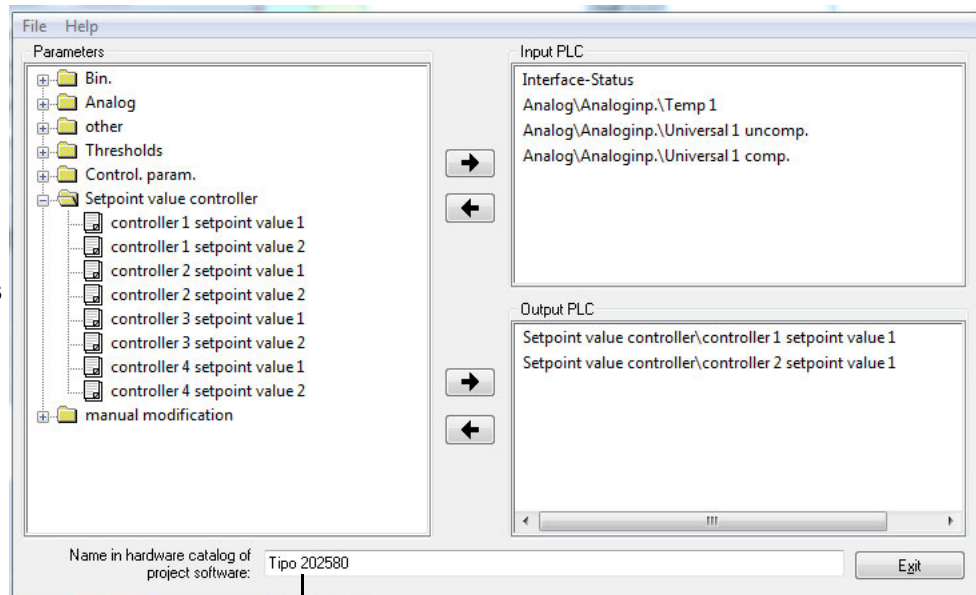 File Help
Parameters
Bin.
Analog
other
Thresholds
Control. param.
Setpoint value controller
controller 1 setpoint value 1
controller 1 setpoint value 2
controller 2 setpoint value 1
controller 2 setpoint value 2
controller 3 setpoint value 1
controller 3 setpoint value 2
controller 4 setpoint value 1
controller 4 setpoint value 2
manual modification
Input PLC
Interface-Status
Analog\Analoginp.\Temp 1
Analog\Analoginp.\Universal 1 uncomp.
Analog\Analoginp.\Universal 1 comp.
Output PLC
Setpoint value controller\controller 1 setpoint value 1
Setpoint value controller\controller 2 setpoint value 1
Name in hardware catalog of
project software:
Tipo 202580
Exit